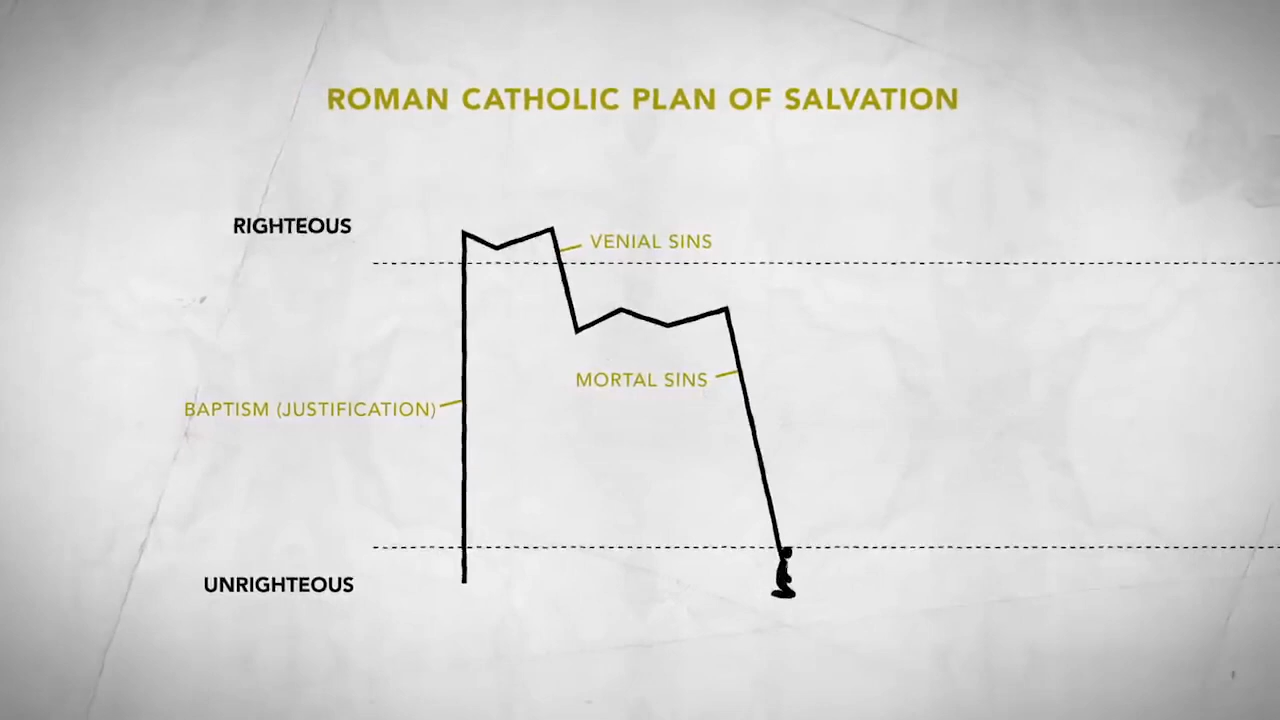 ROMAN CATHOLIC PLAN OF SALVATION
RIGHTEOUS
VENIAL SINS
MORTAL SINS
BAPTISM (JUSTIFICATION)
UNRIGHTEOUS